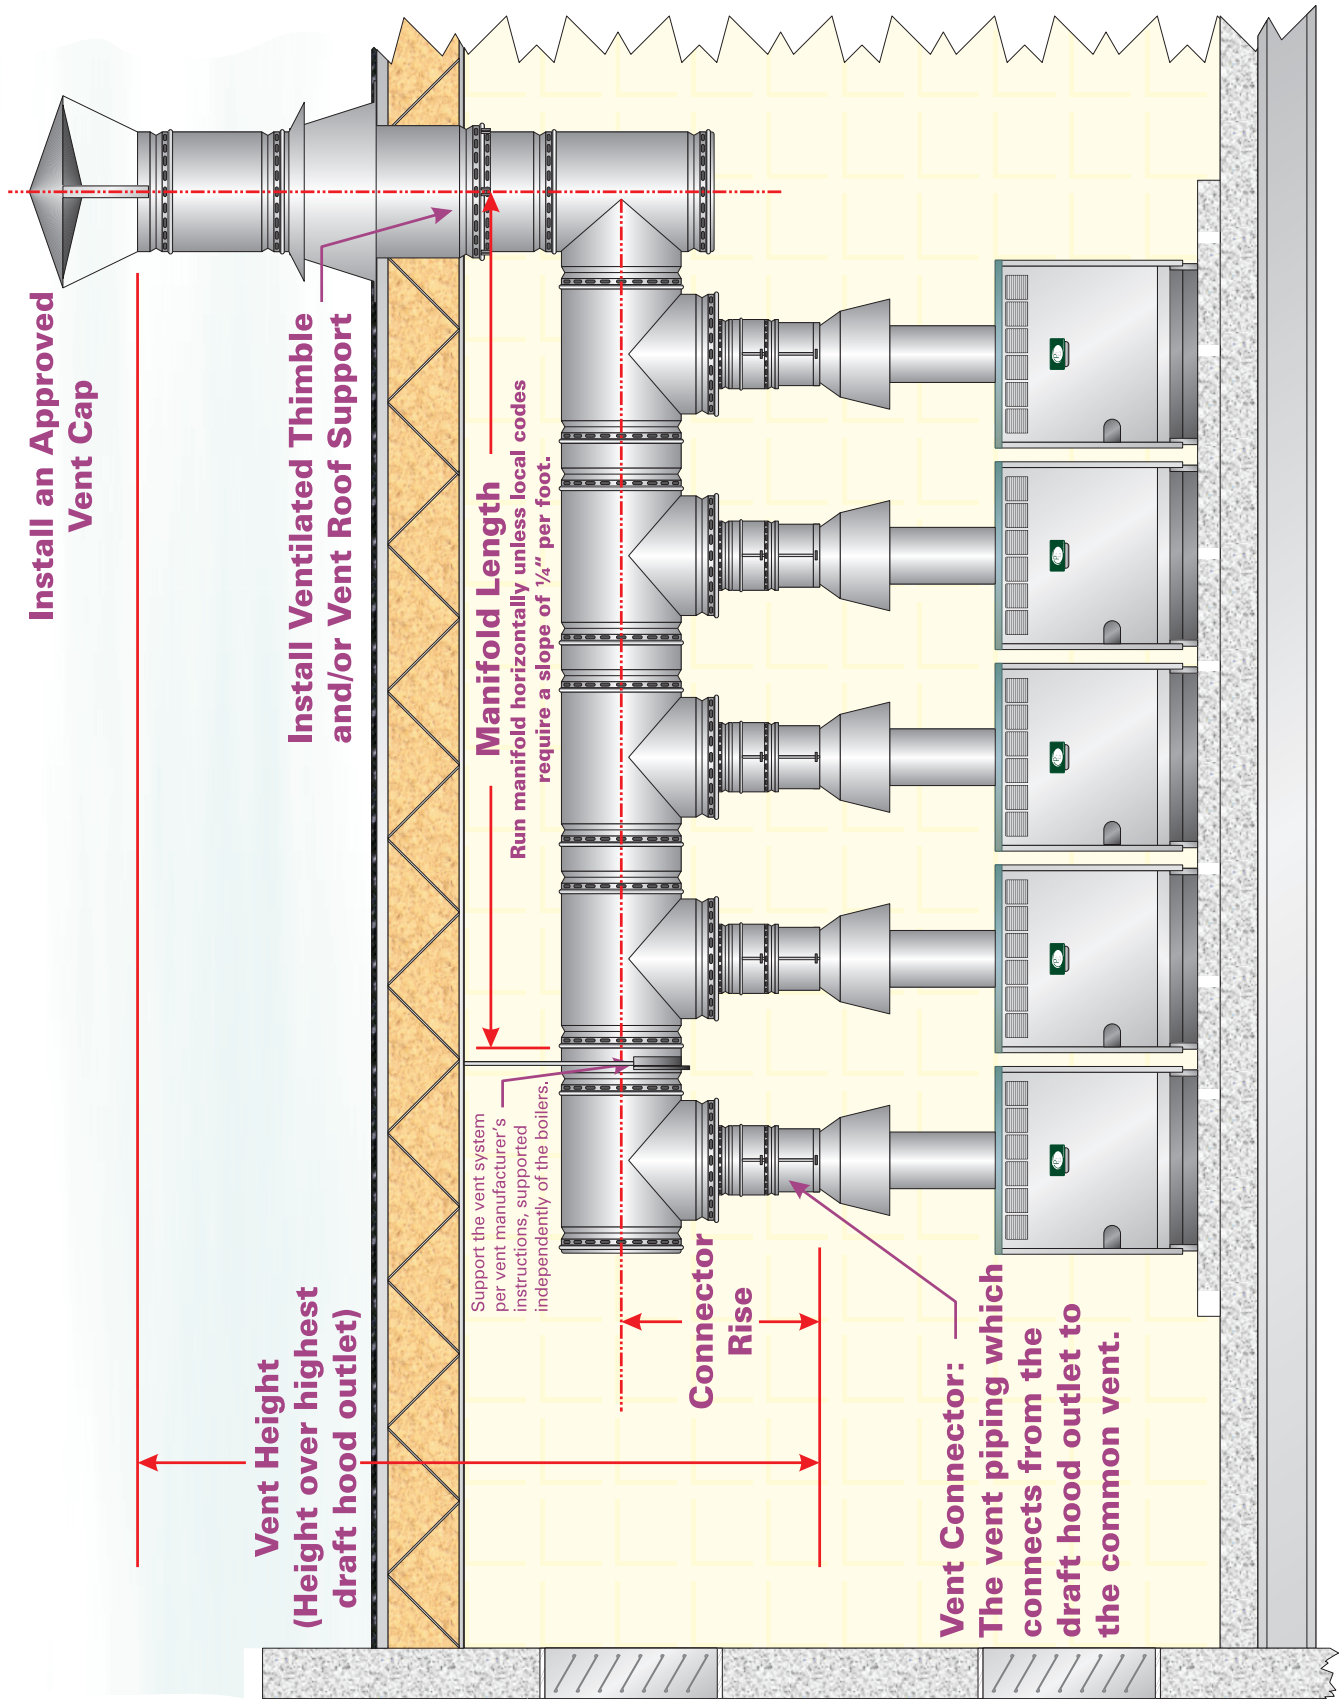 Install an Approved
Vent Cap
Install Ventilated Thimble
and/or Vent Roof Support
Manifold Length
Run manifold horizontally unless local codes
require a slope of ¼" per foot.
Support the vent system
per vent manufacturer's
instructions, supported
independently of the boilers.
Vent Height
(Height over highest
draft hood outlet)
Connector
Rise
Vent Connector:
The vent piping which
connects from the
draft hood outlet to
the common vent.